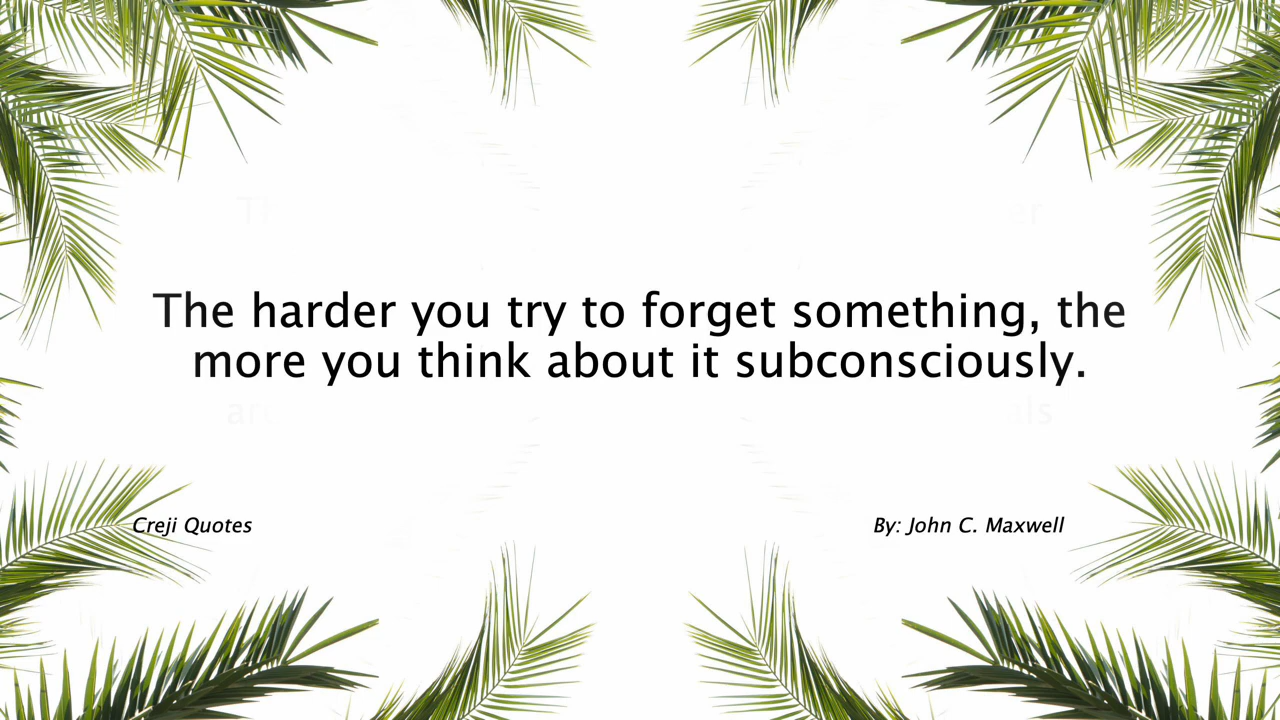 The harder you try to forget something, the
more you think about it subconsciously.
Creji Quotes
By: John C. Maxwell